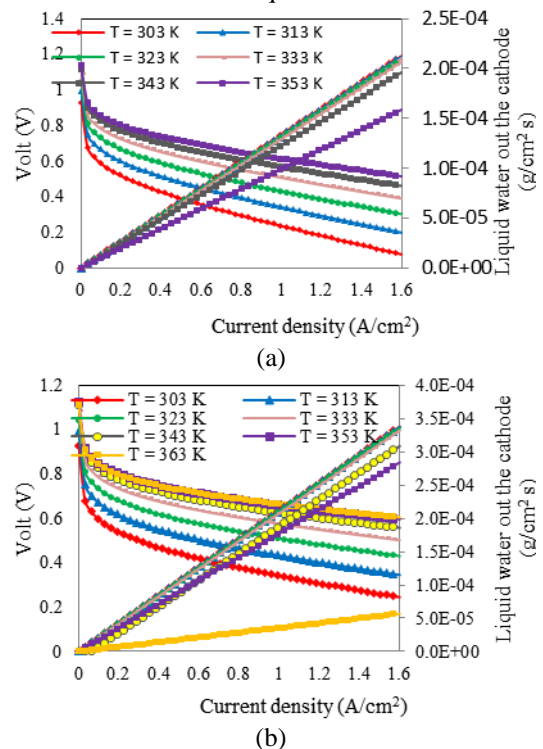 T = 303 K T = 313 K
T = 323 K T = 333 K
T = 343 K T = 353 K
Volt (V)
1.4
1.2
1
0.8
0.6
0.4
0.2
0
2.5E-04
2.0E-04
1.5E-04
1.0E-04
5.0E-05
0.0E+00
Liquid water out the cathode
(g/cm² s)
0 0.2 0.4 0.6 0.8 1 1.2 1.4 1.6
Current density (A/cm²)
(a)
T = 303 K T = 313 K
T = 323 K T = 333 K
T = 343 K T = 353 K
T = 363 K
Volt (V)
1.2
1
0.8
0.6
0.4
0.2
0
4.0E-04
3.5E-04
3.0E-04
2.5E-04
2.0E-04
1.5E-04
1.0E-04
5.0E-05
0.0E+00
Liquid water out the cathode
(g/cm² s)
0 0.2 0.4 0.6 0.8 1 1.2 1.4 1.6
Current density (A/cm²)
(b)